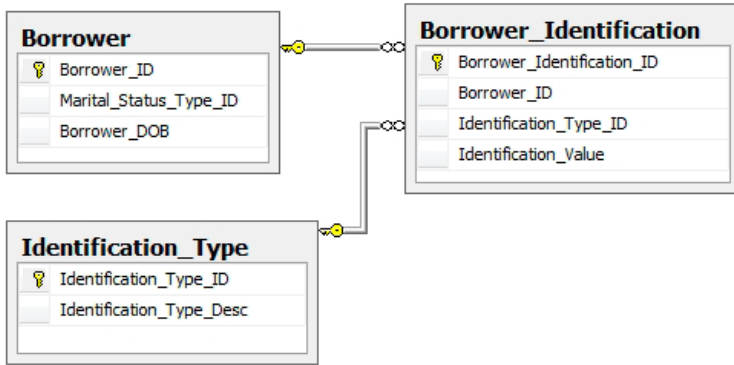 Borrower
Borrower_ID
Marital_Status_Type_ID
Borrower_DOB
Borrower_Identification
Borrower_Identification_ID
Borrower_ID
Identification_Type_ID
Identification_Value
Identification_Type
Identification_Type_ID
Identification_Type_Desc